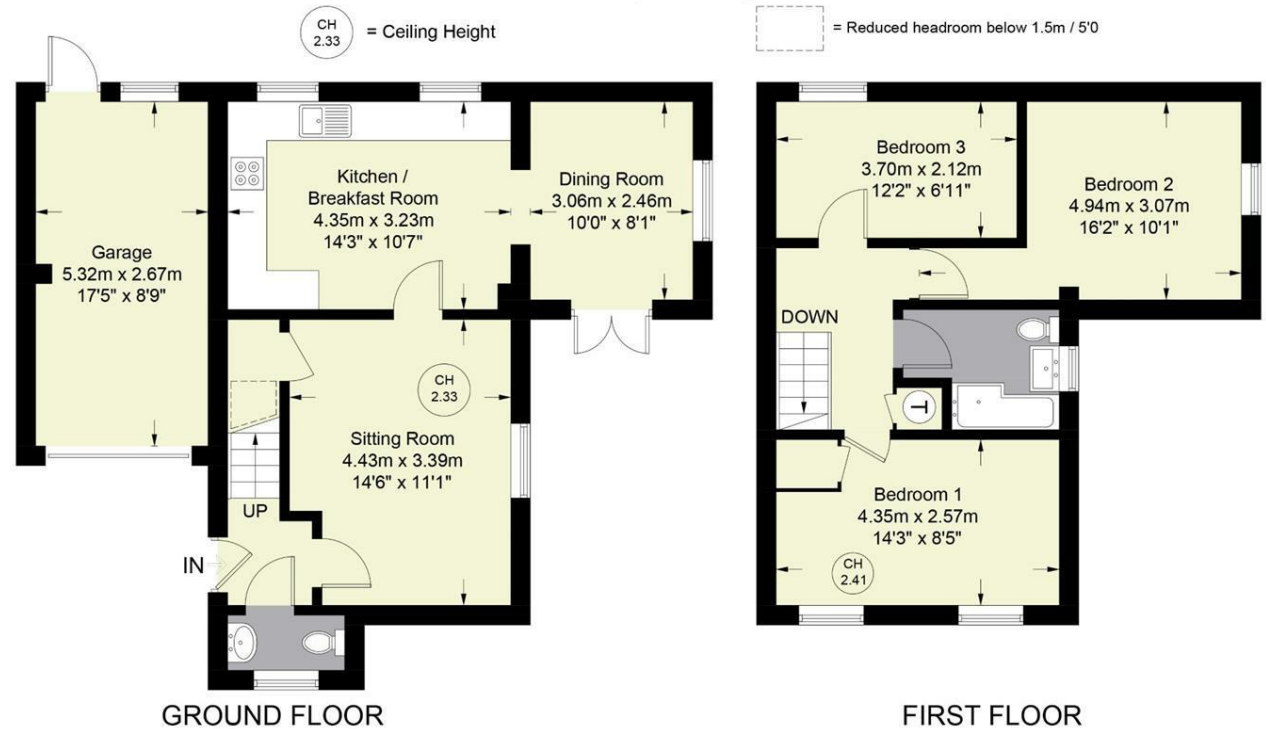 CH
2.33
= Ceiling Height
= Reduced headroom below 1.5m / 5'0
Garage
5.32m x 2.67m
17'5" x 8'9"
Kitchen /
Breakfast Room
4.35m x 3.23m
14'3" x 10'7"
Dining Room
3.06m x 2.46m
10'0" x 8'1"
CH
2.33
Sitting Room
4.43m x 3.39m
14'6" x 11'1"
UP
IN
GROUND FLOOR
Bedroom 3
3.70m x 2.12m
12'2" x 6'11"
Bedroom 2
4.94m x 3.07m
16'2" x 10'1"
DOWN
T
Bedroom 1
4.35m x 2.57m
14'3" x 8'5"
CH
2.41
FIRST FLOOR